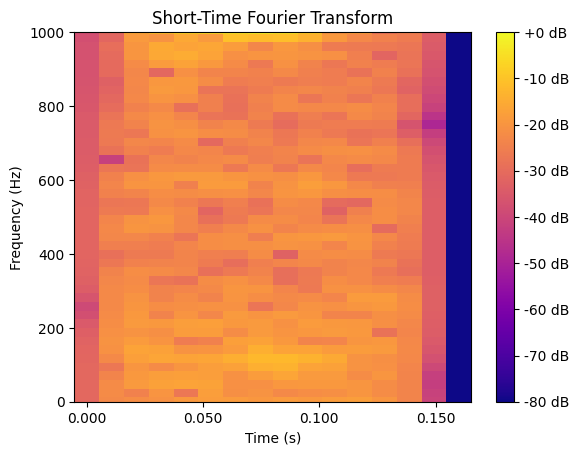 Short-Time Fourier Transform
Frequency (Hz)
1000
800
600
400
200
0
0.000
0.050
0.100
0.150
Time (s)
+0 dB
-10 dB
-20 dB
-30 dB
-40 dB
-50 dB
-60 dB
-70 dB
-80 dB